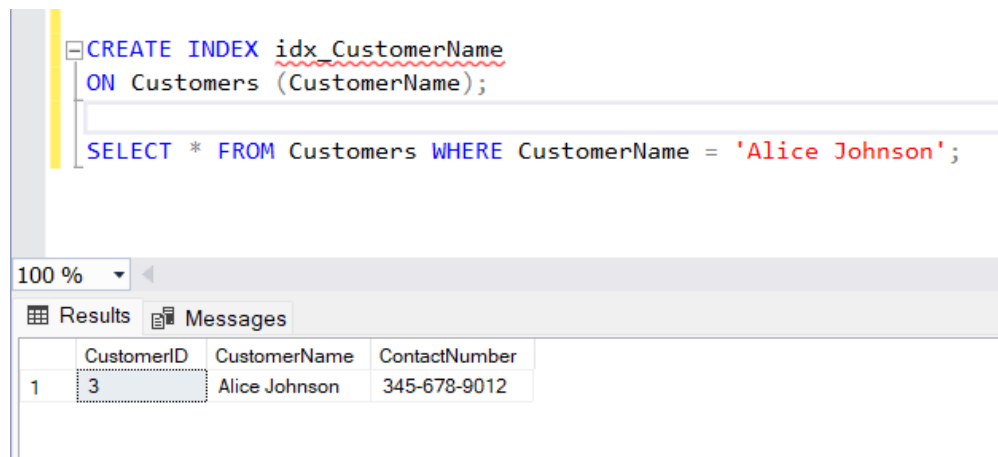 CREATE INDEX idx_CustomerName
ON Customers (CustomerName);
SELECT * FROM Customers WHERE CustomerName = 'Alice Johnson';
100 %
Results Messages
CustomerID CustomerName ContactNumber
1 3 Alice Johnson 345-678-9012